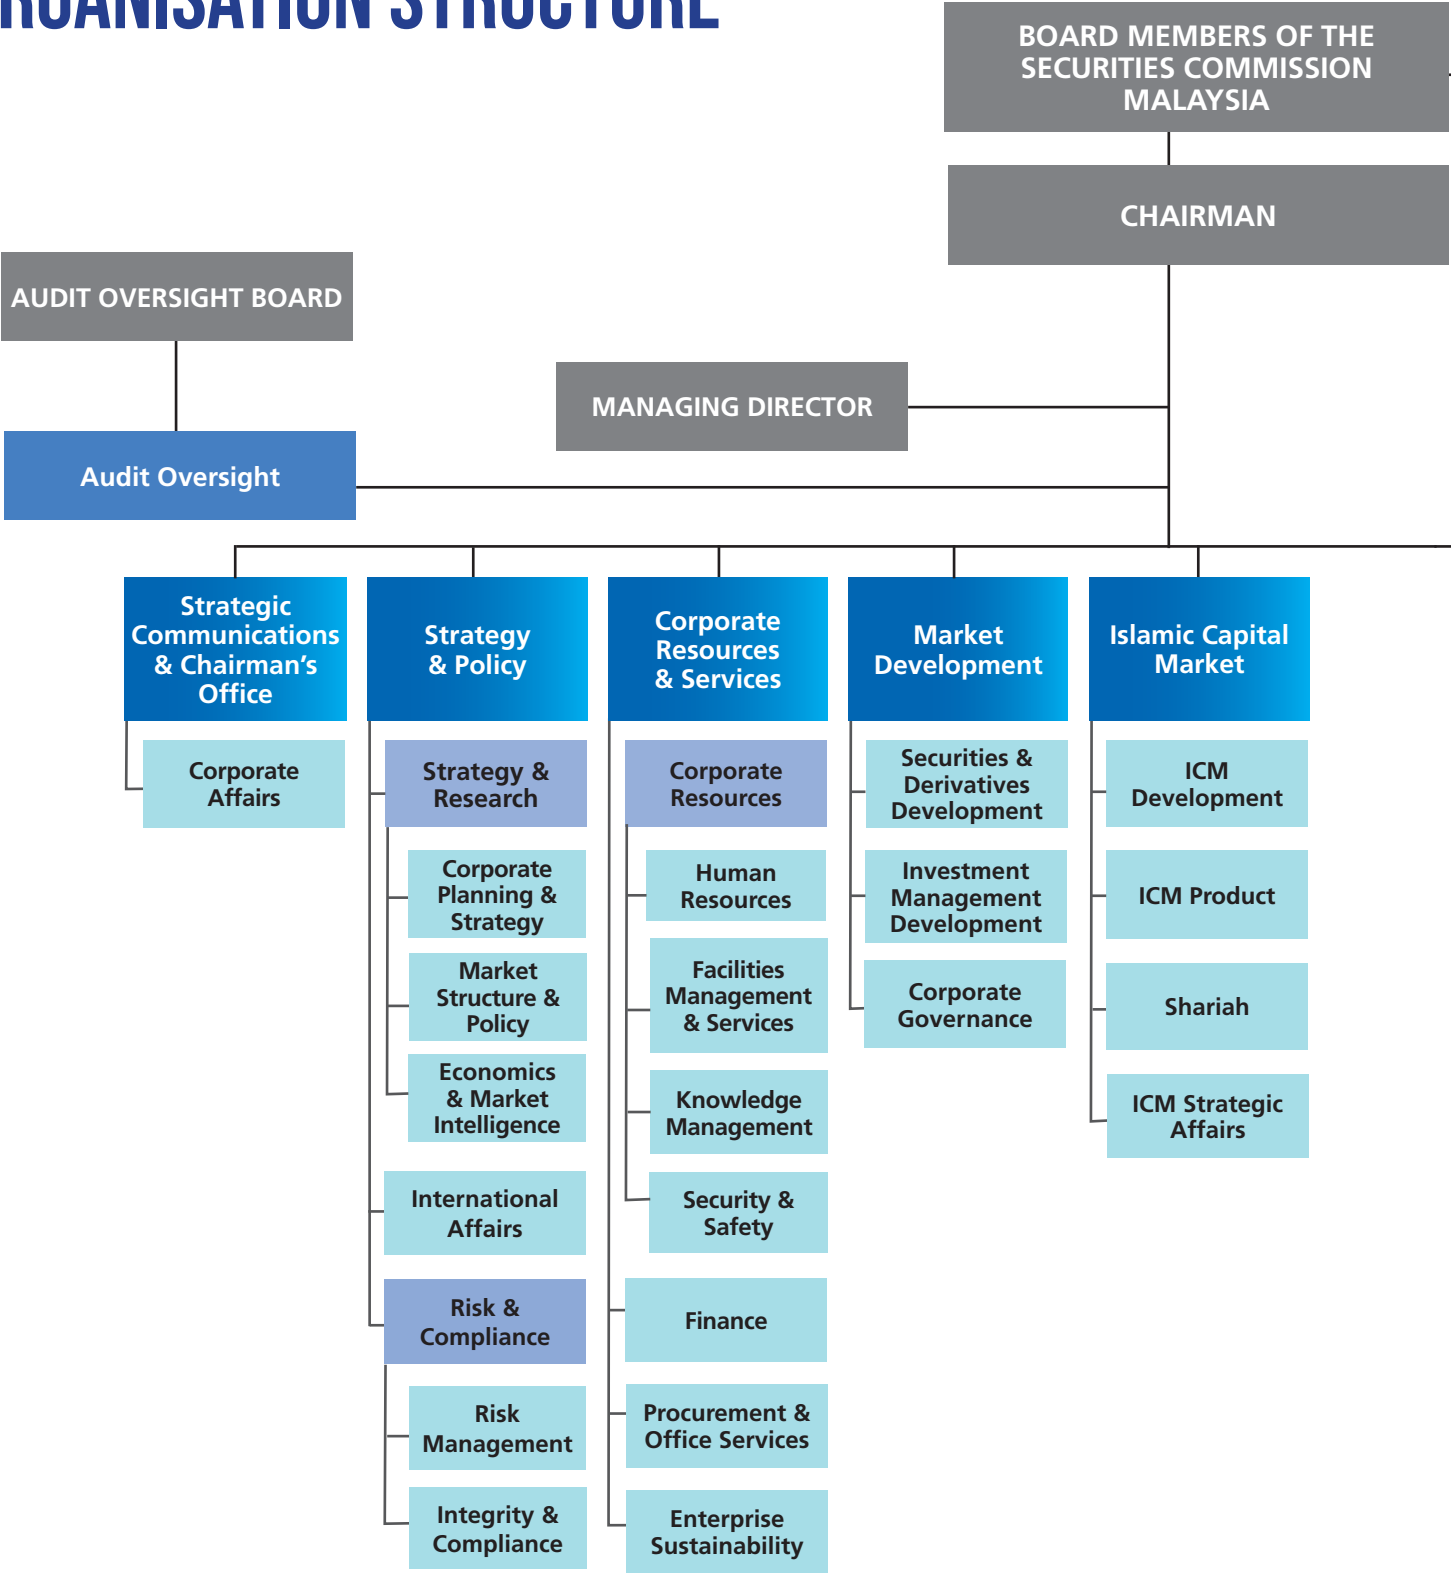 RGANISATION STRUCTURE
BOARD MEMBERS OF THE
SECURITIES COMMISSION
MALAYSIA
CHAIRMAN
AUDIT OVERSIGHT BOARD
MANAGING DIRECTOR
Audit Oversight
Strategic
Communications
& Chairman’s
Office
Corporate
Affairs
Strategy
& Policy
Strategy &
Research
Corporate
Planning &
Strategy
Market
Structure &
Policy
Economics
& Market
Intelligence
International
Affairs
Risk &
Compliance
Risk
Management
Integrity &
Compliance
Corporate
Resources
& Services
Corporate
Resources
Human
Resources
Facilities
Management
& Services
Knowledge
Management
Security &
Safety
Finance
Procurement &
Office Services
Enterprise
Sustainability
Market
Development
Securities &
Derivatives
Development
Investment
Management
Development
Corporate
Governance
Islamic Capital
Market
ICM
Development
ICM Product
Shariah
ICM Strategic
Affairs